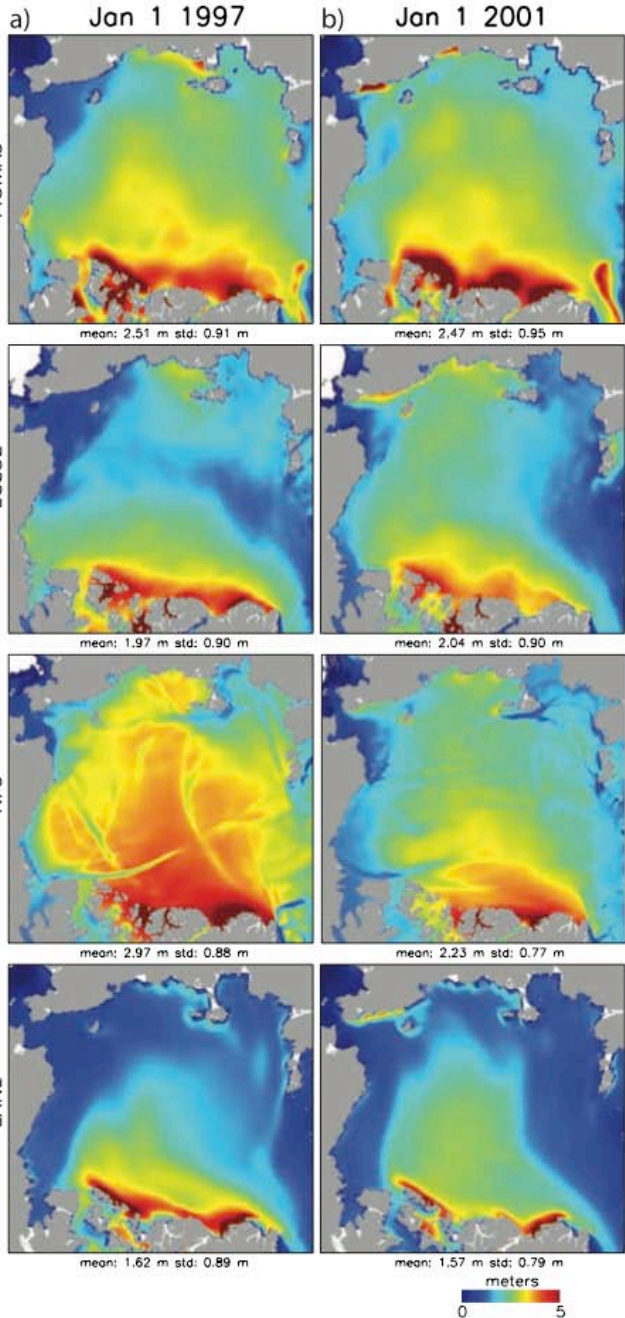 a) Jan 1 1997 b) Jan 1 2001
mean: 2.51 m std: 0.91 m mean: 2.47 m std: 0.95 m
mean: 1.97 m std: 0.90 m mean: 2.04 m std: 0.90 m
mean: 2.97 m std: 0.88 m mean: 2.23 m std: 0.77 m
mean: 1.62 m std: 0.89 m mean: 1.57 m std: 0.79 m
meters
0 5